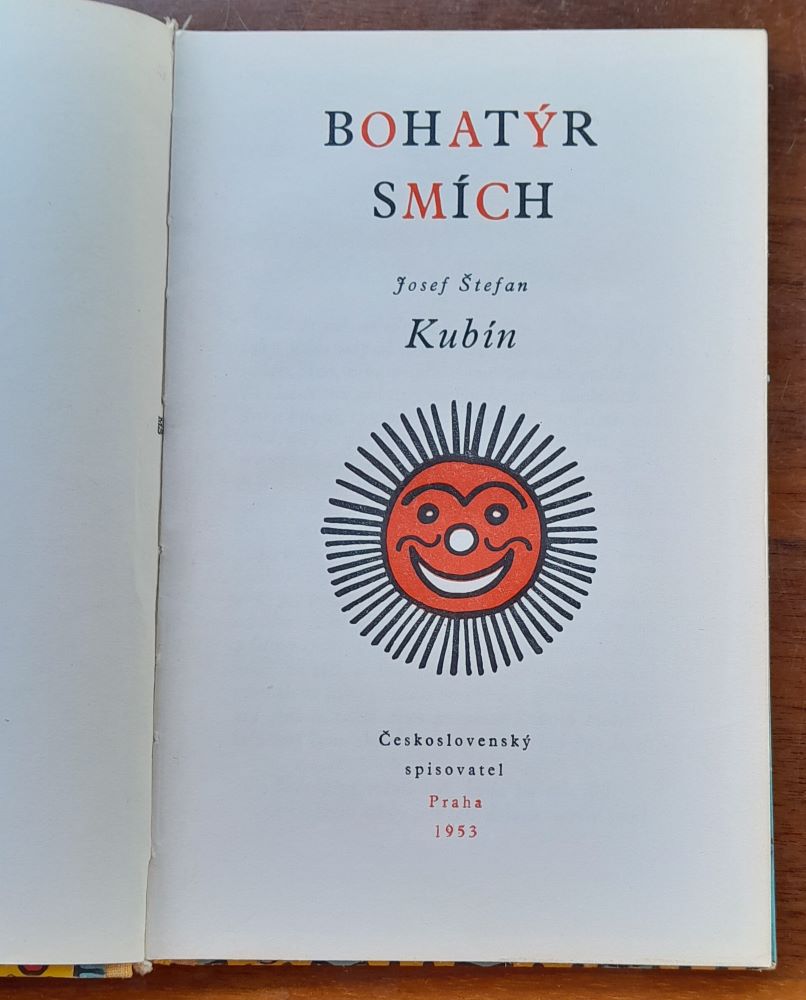 BOHATÝR
SMÍCH
Josef Štefan
Kubín
Československý
spisovatel
Praha
1953